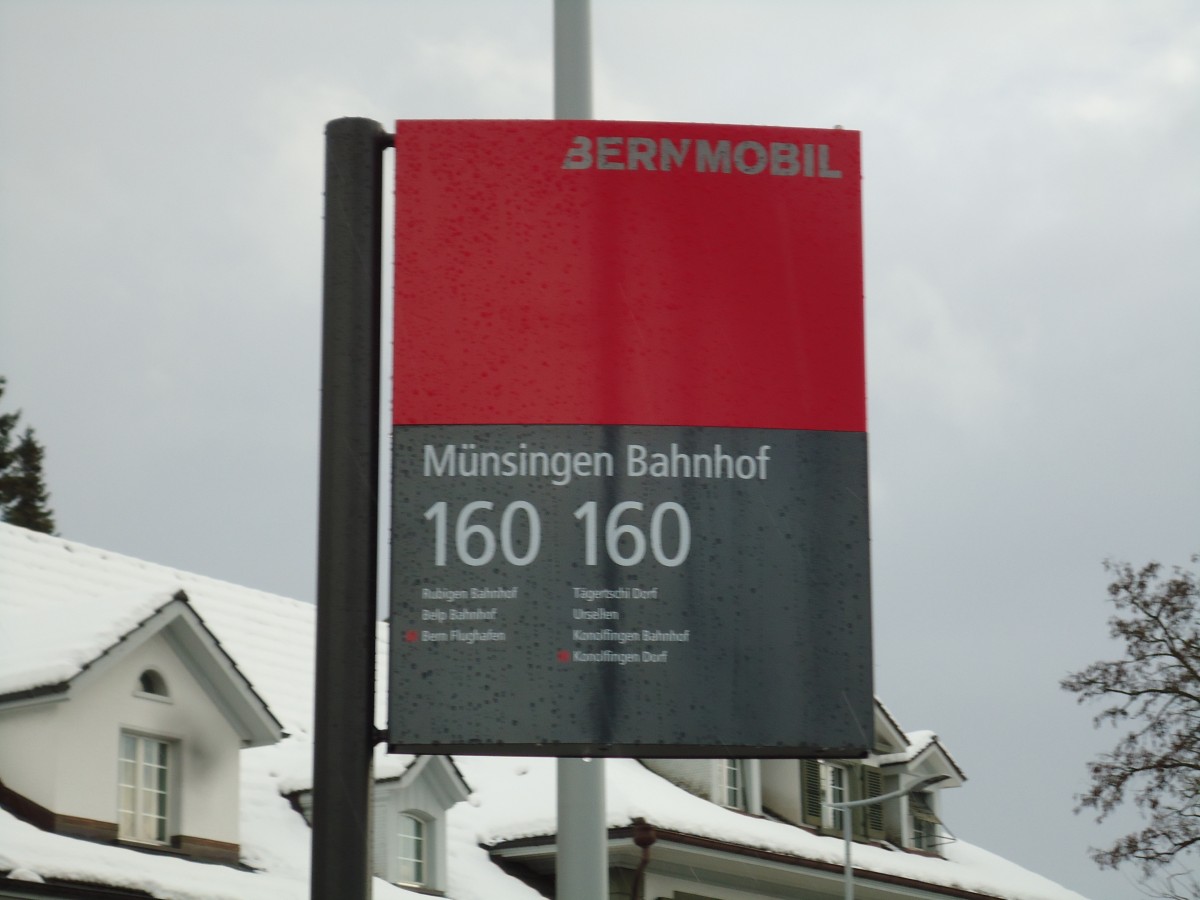 BERNMOBIL
Münsingen Bahnhof
160 160
Rubigen Bahnhof
Belp Bahnhof
Bern Flughafen
Tägertschi Dorf
Ursellen
Konolfingen Bahnhof
Konolfingen Dorf